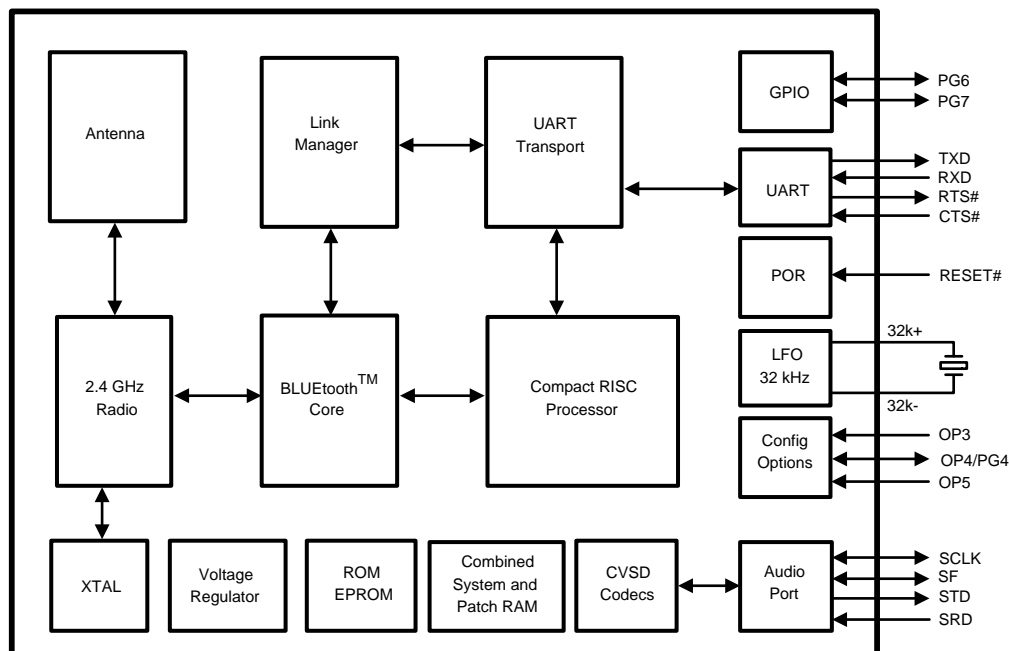 Antenna
Link
Manager
UART
Transport
GPIO
PG6
PG7
UART
TXD
RXD
RTS#
CTS#
POR
RESET#
2.4 GHz
Radio
BLUEtooth™
Core
Compact RISC
Processor
LFO
32 kHz
32k+
32k-
Config
Options
OP3
OP4/PG4
OP5
XTAL
Voltage
Regulator
ROM
EPROM
Combined
System and
Patch RAM
CVSD
Codecs
Audio
Port
SCLK
SF
STD
SRD